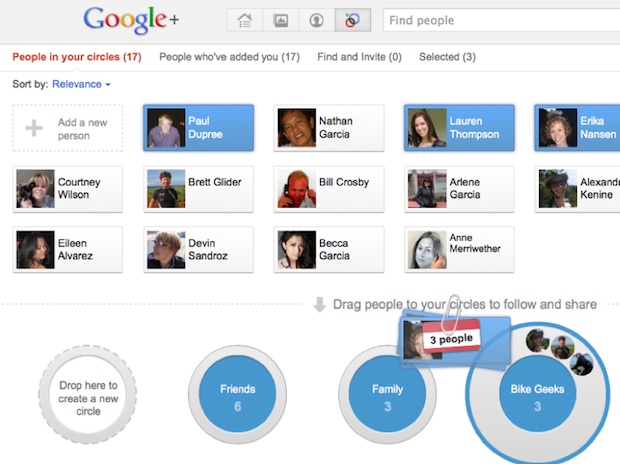 Google+
Find people
People in your circles (17) People who've added you (17) Find and Invite (0) Selected (3)
Sort by: Relevance
Add a new
person
Paul
Dupree
Nathan
Garcia
Lauren
Thompson
Erika
Nansen
Courtney
Wilson
Brett Glider
Bill Crosby
Arlene
Garcia
Alexand
Kenine
Eileen
Alvarez
Devin
Sandroz
Becca
Garcia
Anne
Merriwether
Drag people to your circles to follow and share
3 people
Drop here to
create a new
circle
Friends
6
Family
3
Bike Geeks
3